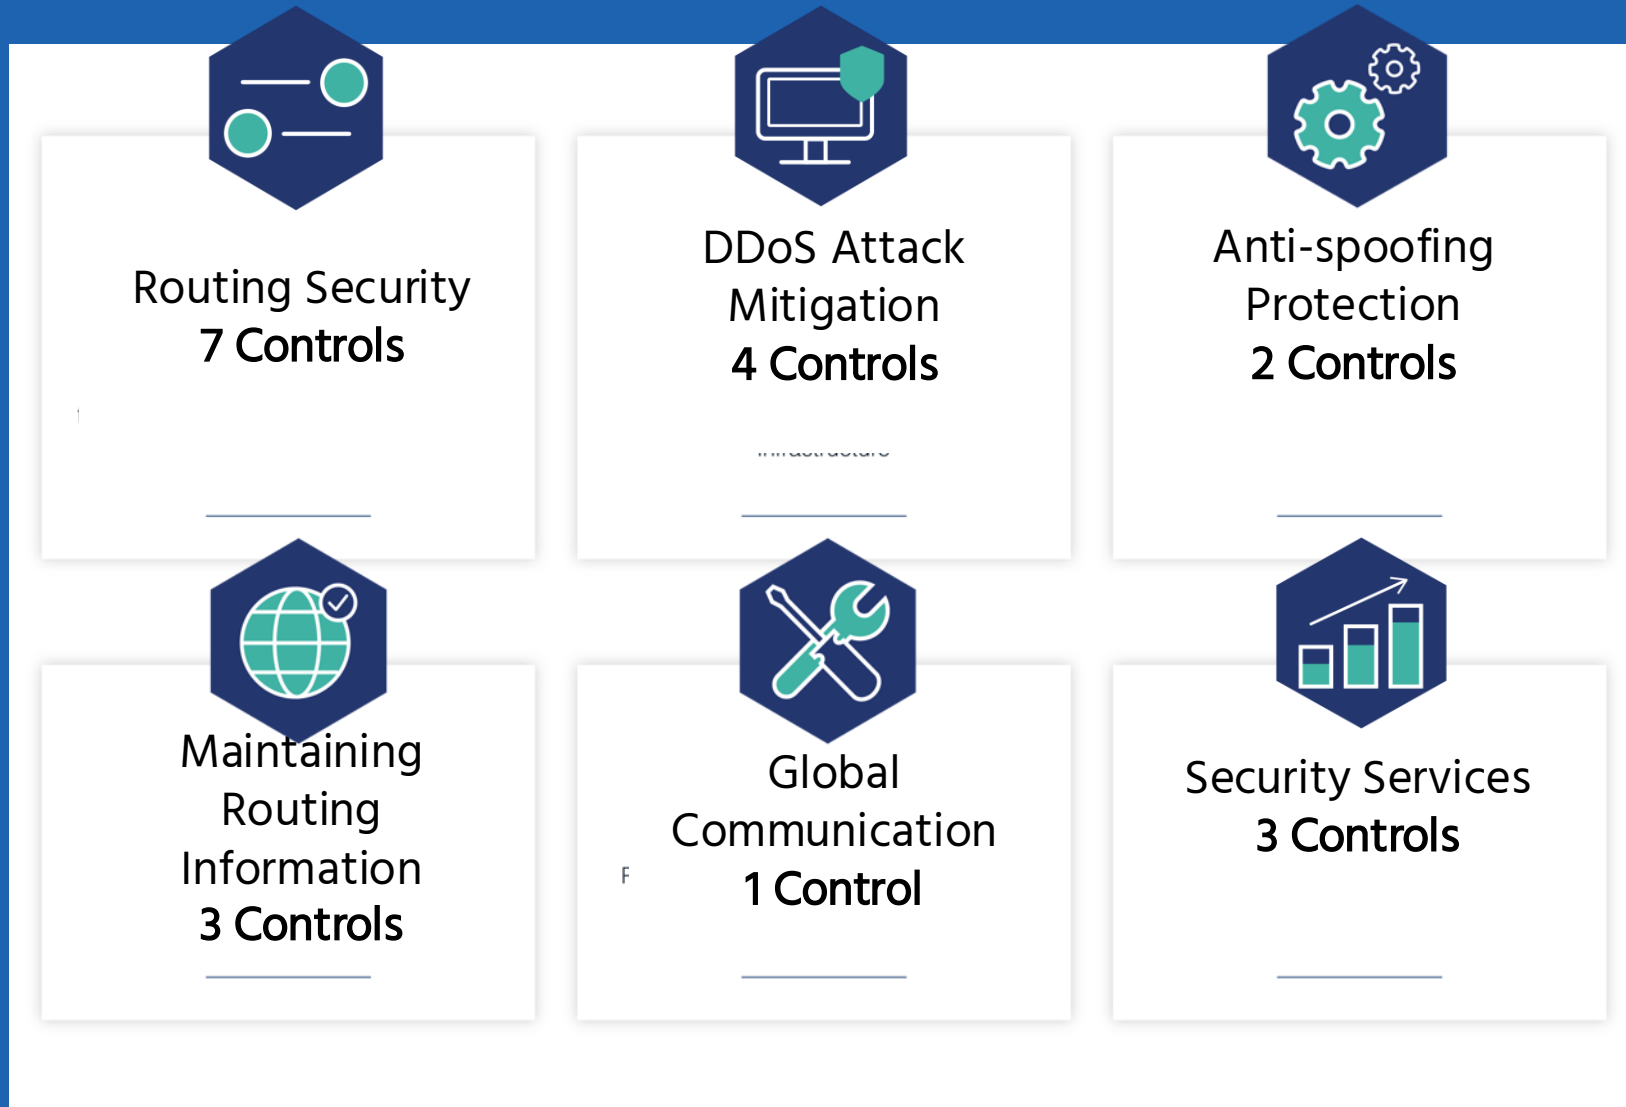 Routing Security
7 Controls
DDoS Attack
Mitigation
4 Controls
Anti-spoofing
Protection
2 Controls
Maintaining
Routing
Information
3 Controls
Global
Communication
1 Control
Security Services
3 Controls